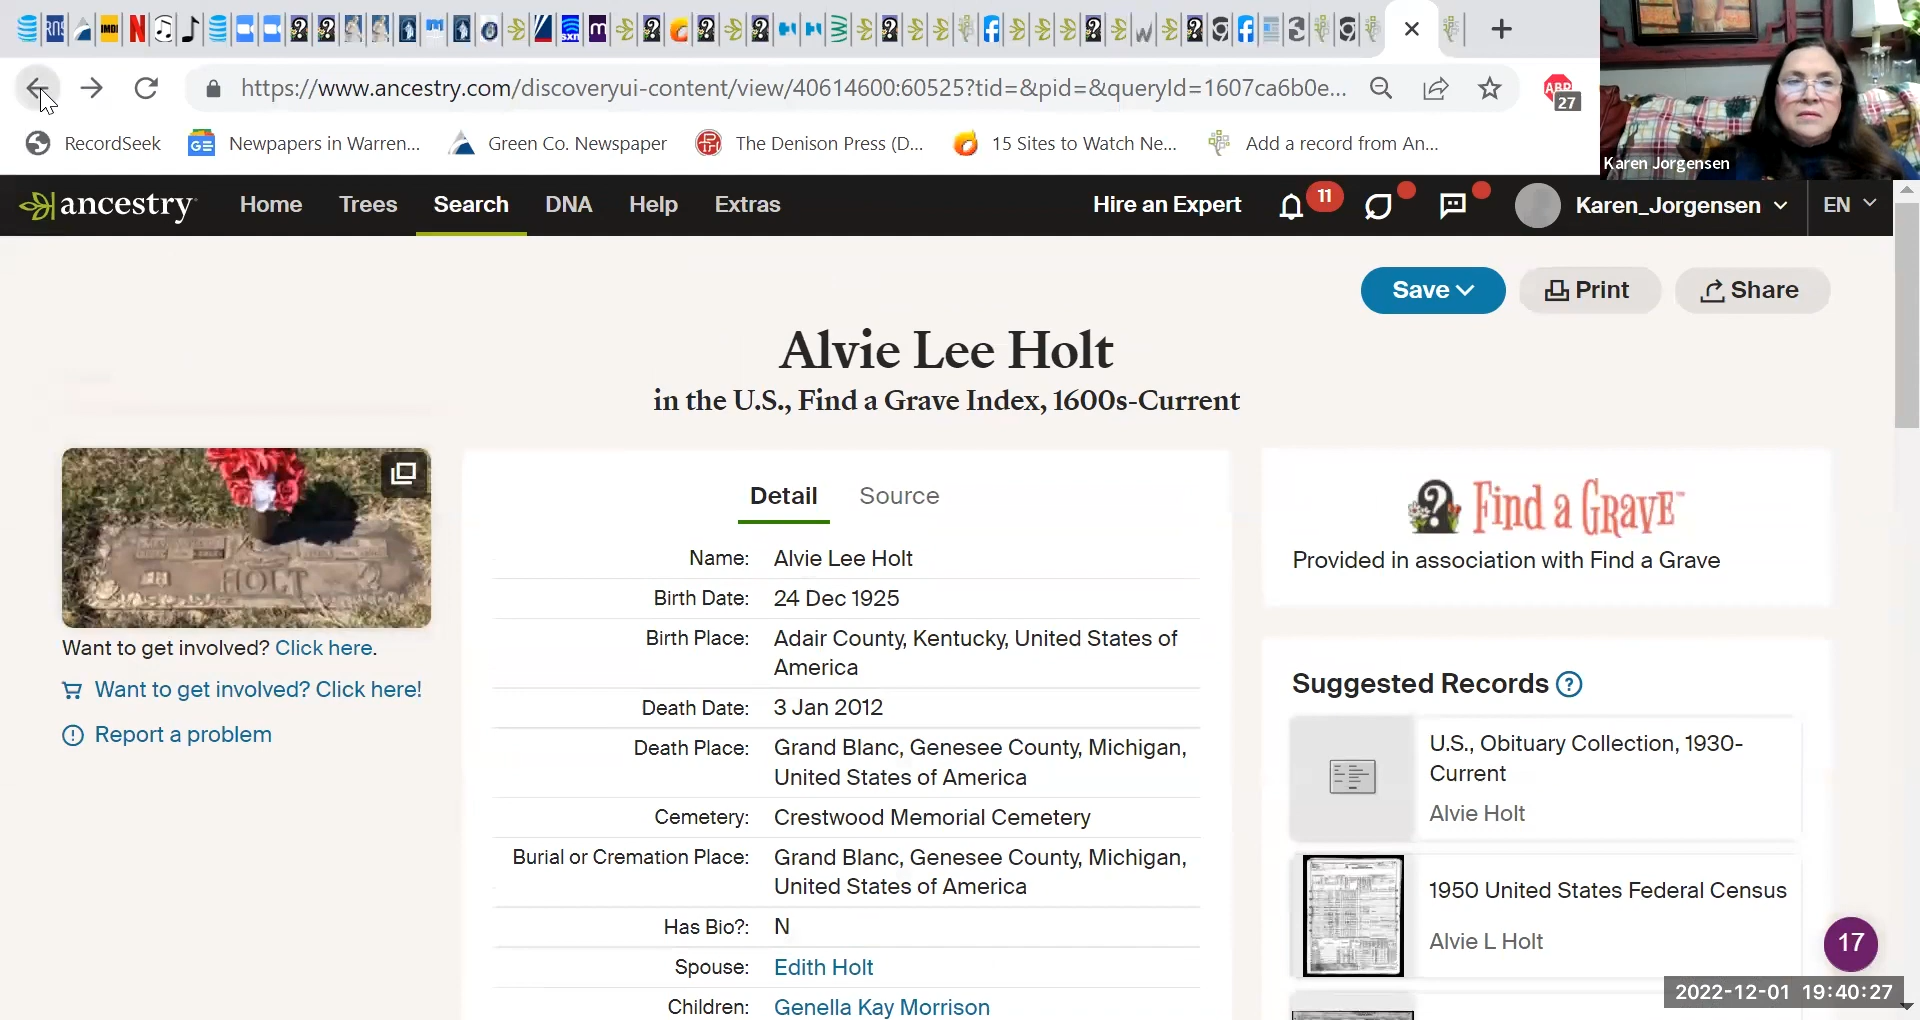 https://www.ancestry.com/discoveryui-content/view/40614600:60525?tid=&pid=&queryId=1607ca6b0e...
ABP
27
RecordSeek
Newpapers in Warren...
Green Co. Newspaper
The Denison Press (D...
15 Sites to Watch Ne...
Add a record from An...
Karen Jorgensen
ancestry
Home
Trees
Search
DNA
Help
Extras
Hire an Expert
11
Karen_Jorgensen
EN
Save
Print
Share
Alvie Lee Holt
in the U.S., Find a Grave Index, 1600s-Current
HOLT
Want to get involved? Click here.
Want to get involved? Click here!
Report a problem
Detail
Source
Name: Alvie Lee Holt
Birth Date: 24 Dec 1925
Birth Place: Adair County, Kentucky, United States of
America
Death Date: 3 Jan 2012
Death Place: Grand Blanc, Genesee County, Michigan,
United States of America
Cemetery: Crestwood Memorial Cemetery
Burial or Cremation Place: Grand Blanc, Genesee County, Michigan,
United States of America
Has Bio?: N
Spouse: Edith Holt
Children: Genella Kay Morrison
Find a Grave
Provided in association with Find a Grave
Suggested Records
U.S., Obituary Collection, 1930-
Current
Alvie Holt
1950 United States Federal Census
Alvie L Holt
17
2022-12-01 19:40:27